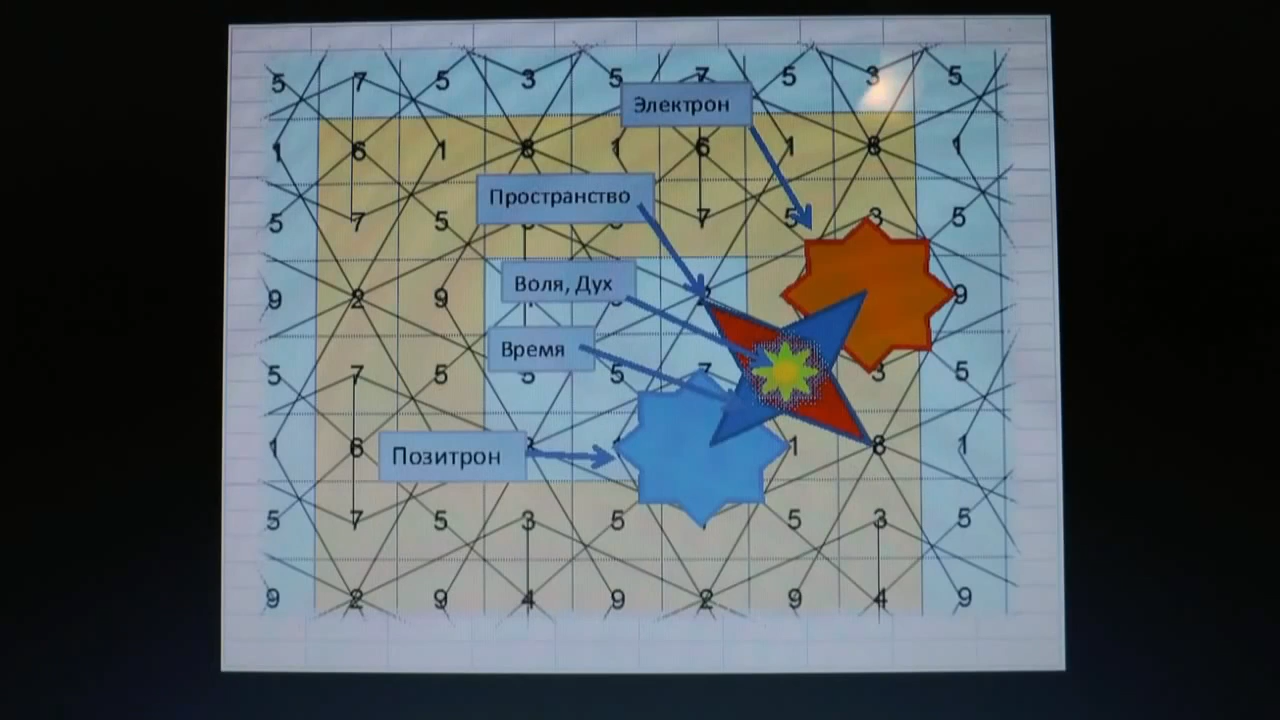 5 7 5 3 5 7 5 3 5
Электрон
1 6 1 8 1 6 1 8 1
Пространство
5 7 5 7 5 3 5
Воля, Дух
9 2 9 9
Время
5 7 5 5 5 7 3 5
1 6 1 8 1
Позитрон
5 7 5 3 5 5 3 5
9 2 9 4 9 2 9 4 9